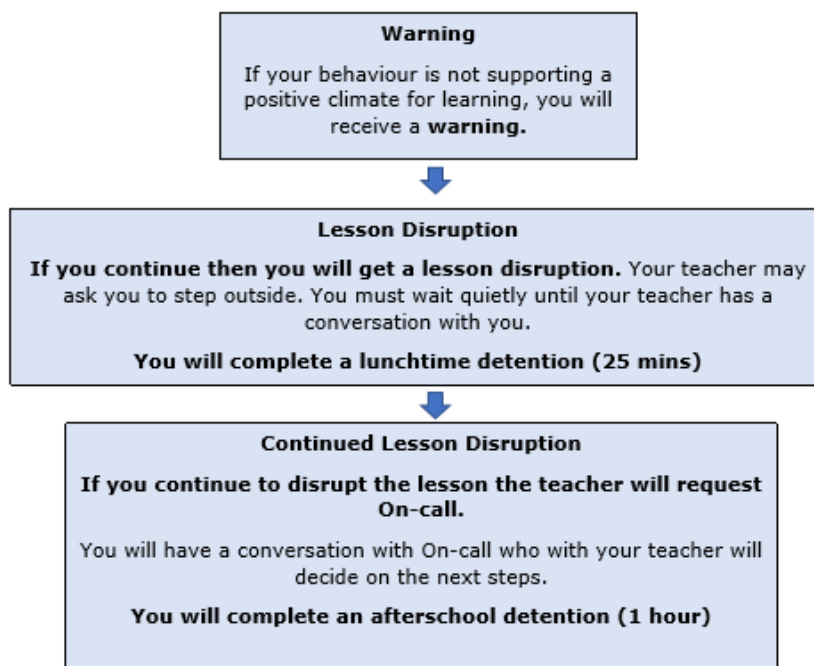 Warning
If your behaviour is not supporting a
positive climate for learning, you will
receive a warning.
Lesson Disruption
If you continue then you will get a lesson disruption. Your teacher may
ask you to step outside. You must wait quietly until your teacher has a
conversation with you.
You will complete a lunchtime detention (25 mins)
Continued Lesson Disruption
If you continue to disrupt the lesson the teacher will request
On-call.
You will have a conversation with On-call who with your teacher will
decide on the next steps.
You will complete an afterschool detention (1 hour)